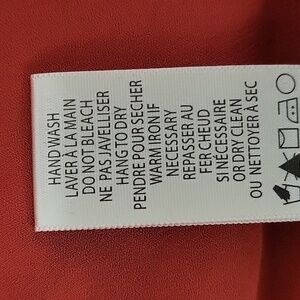 HAND WASH
LAVER À LA MAIN
DO NOT BLEACH
NE PAS JAVELLISER
HANG TO DRY
PENDRE POUR SECHER
WARM IRON IF
NECESSARY
REPASSER AU
FER CHEUD
SI NÉCESSAIRE
OR DRY CLEAN
OU NETTOYER À SEC